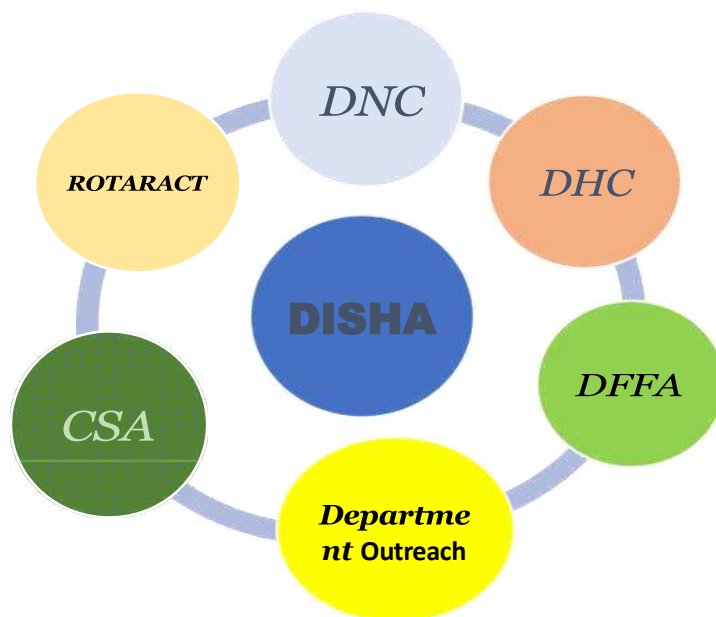 DNC
ROTARACT
DHC
DISHA
DFFA
CSA
Departme
nt Outreach